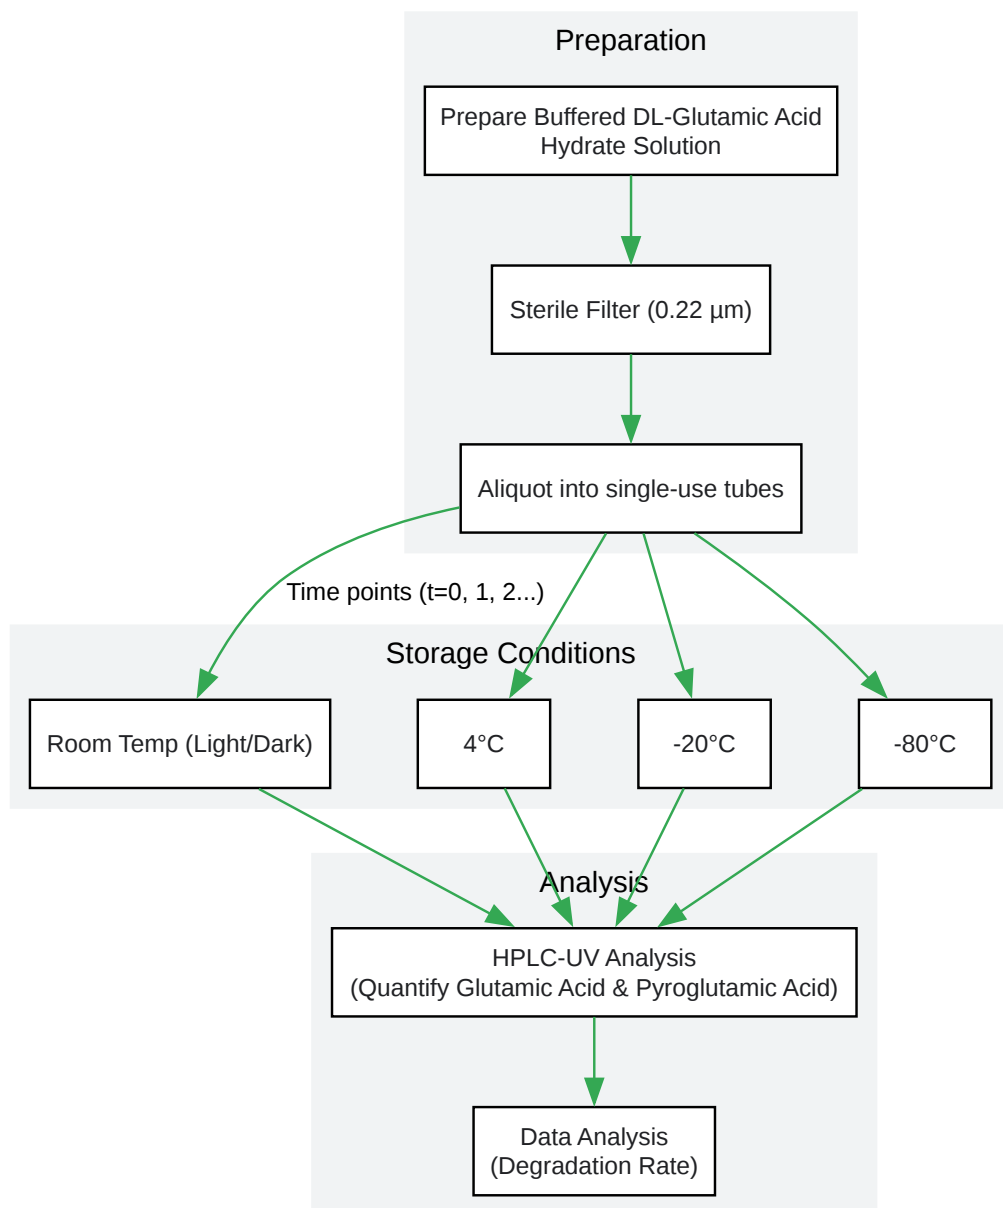 Preparation
Prepare Buffered DL-Glutamic Acid
Hydrate Solution
Sterile Filter (0.22 µm)
Aliquot into single-use tubes
Time points (t=0, 1, 2...)
Storage Conditions
Room Temp (Light/Dark)
4°C
-20°C
-80°C
Analysis
HPLC-UV Analysis
(Quantify Glutamic Acid & Pyroglutamic Acid)
Data Analysis
(Degradation Rate)